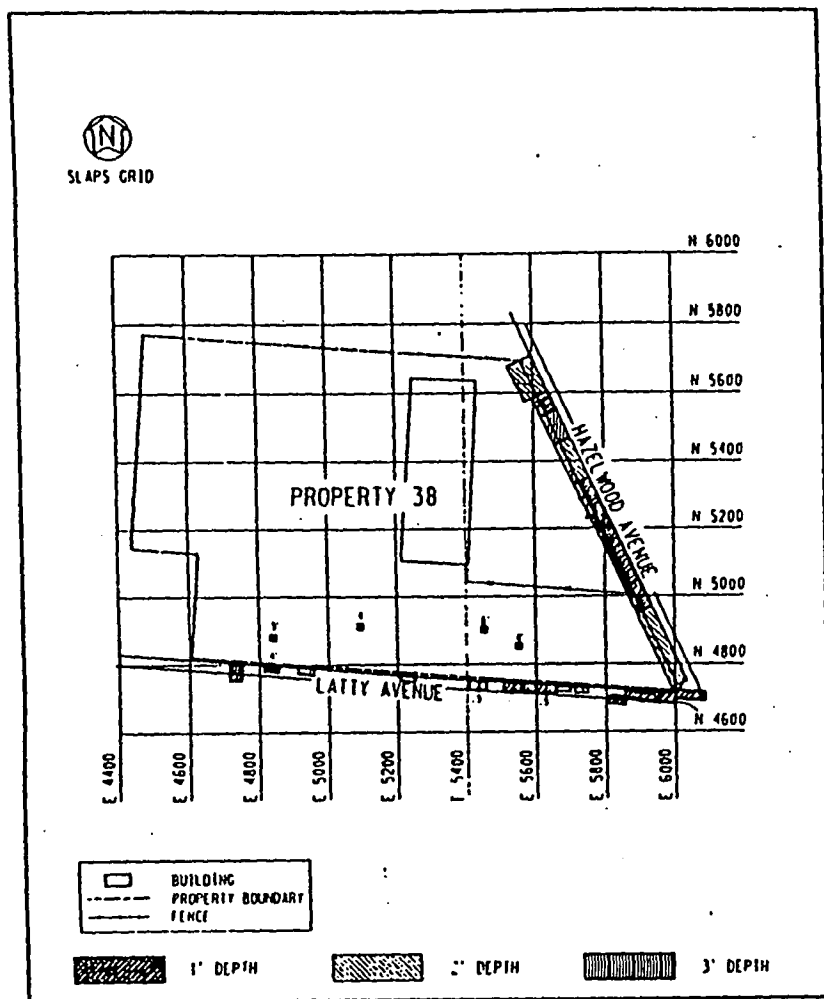 N
SLAPS GRID
N 6000
N 5800
N 5600
N 5400
N 5200
N 5000
N 4800
N 4600
HAZELWOOD AVENUE
PROPERTY 38
LATTY AVENUE
E 4400
E 4600
E 4800
E 5000
E 5200
E 5400
E 5600
E 5800
E 6000
BUILDING
PROPERTY BOUNDARY
FENCE
1' DEPTH
2' DEPTH
3' DEPTH